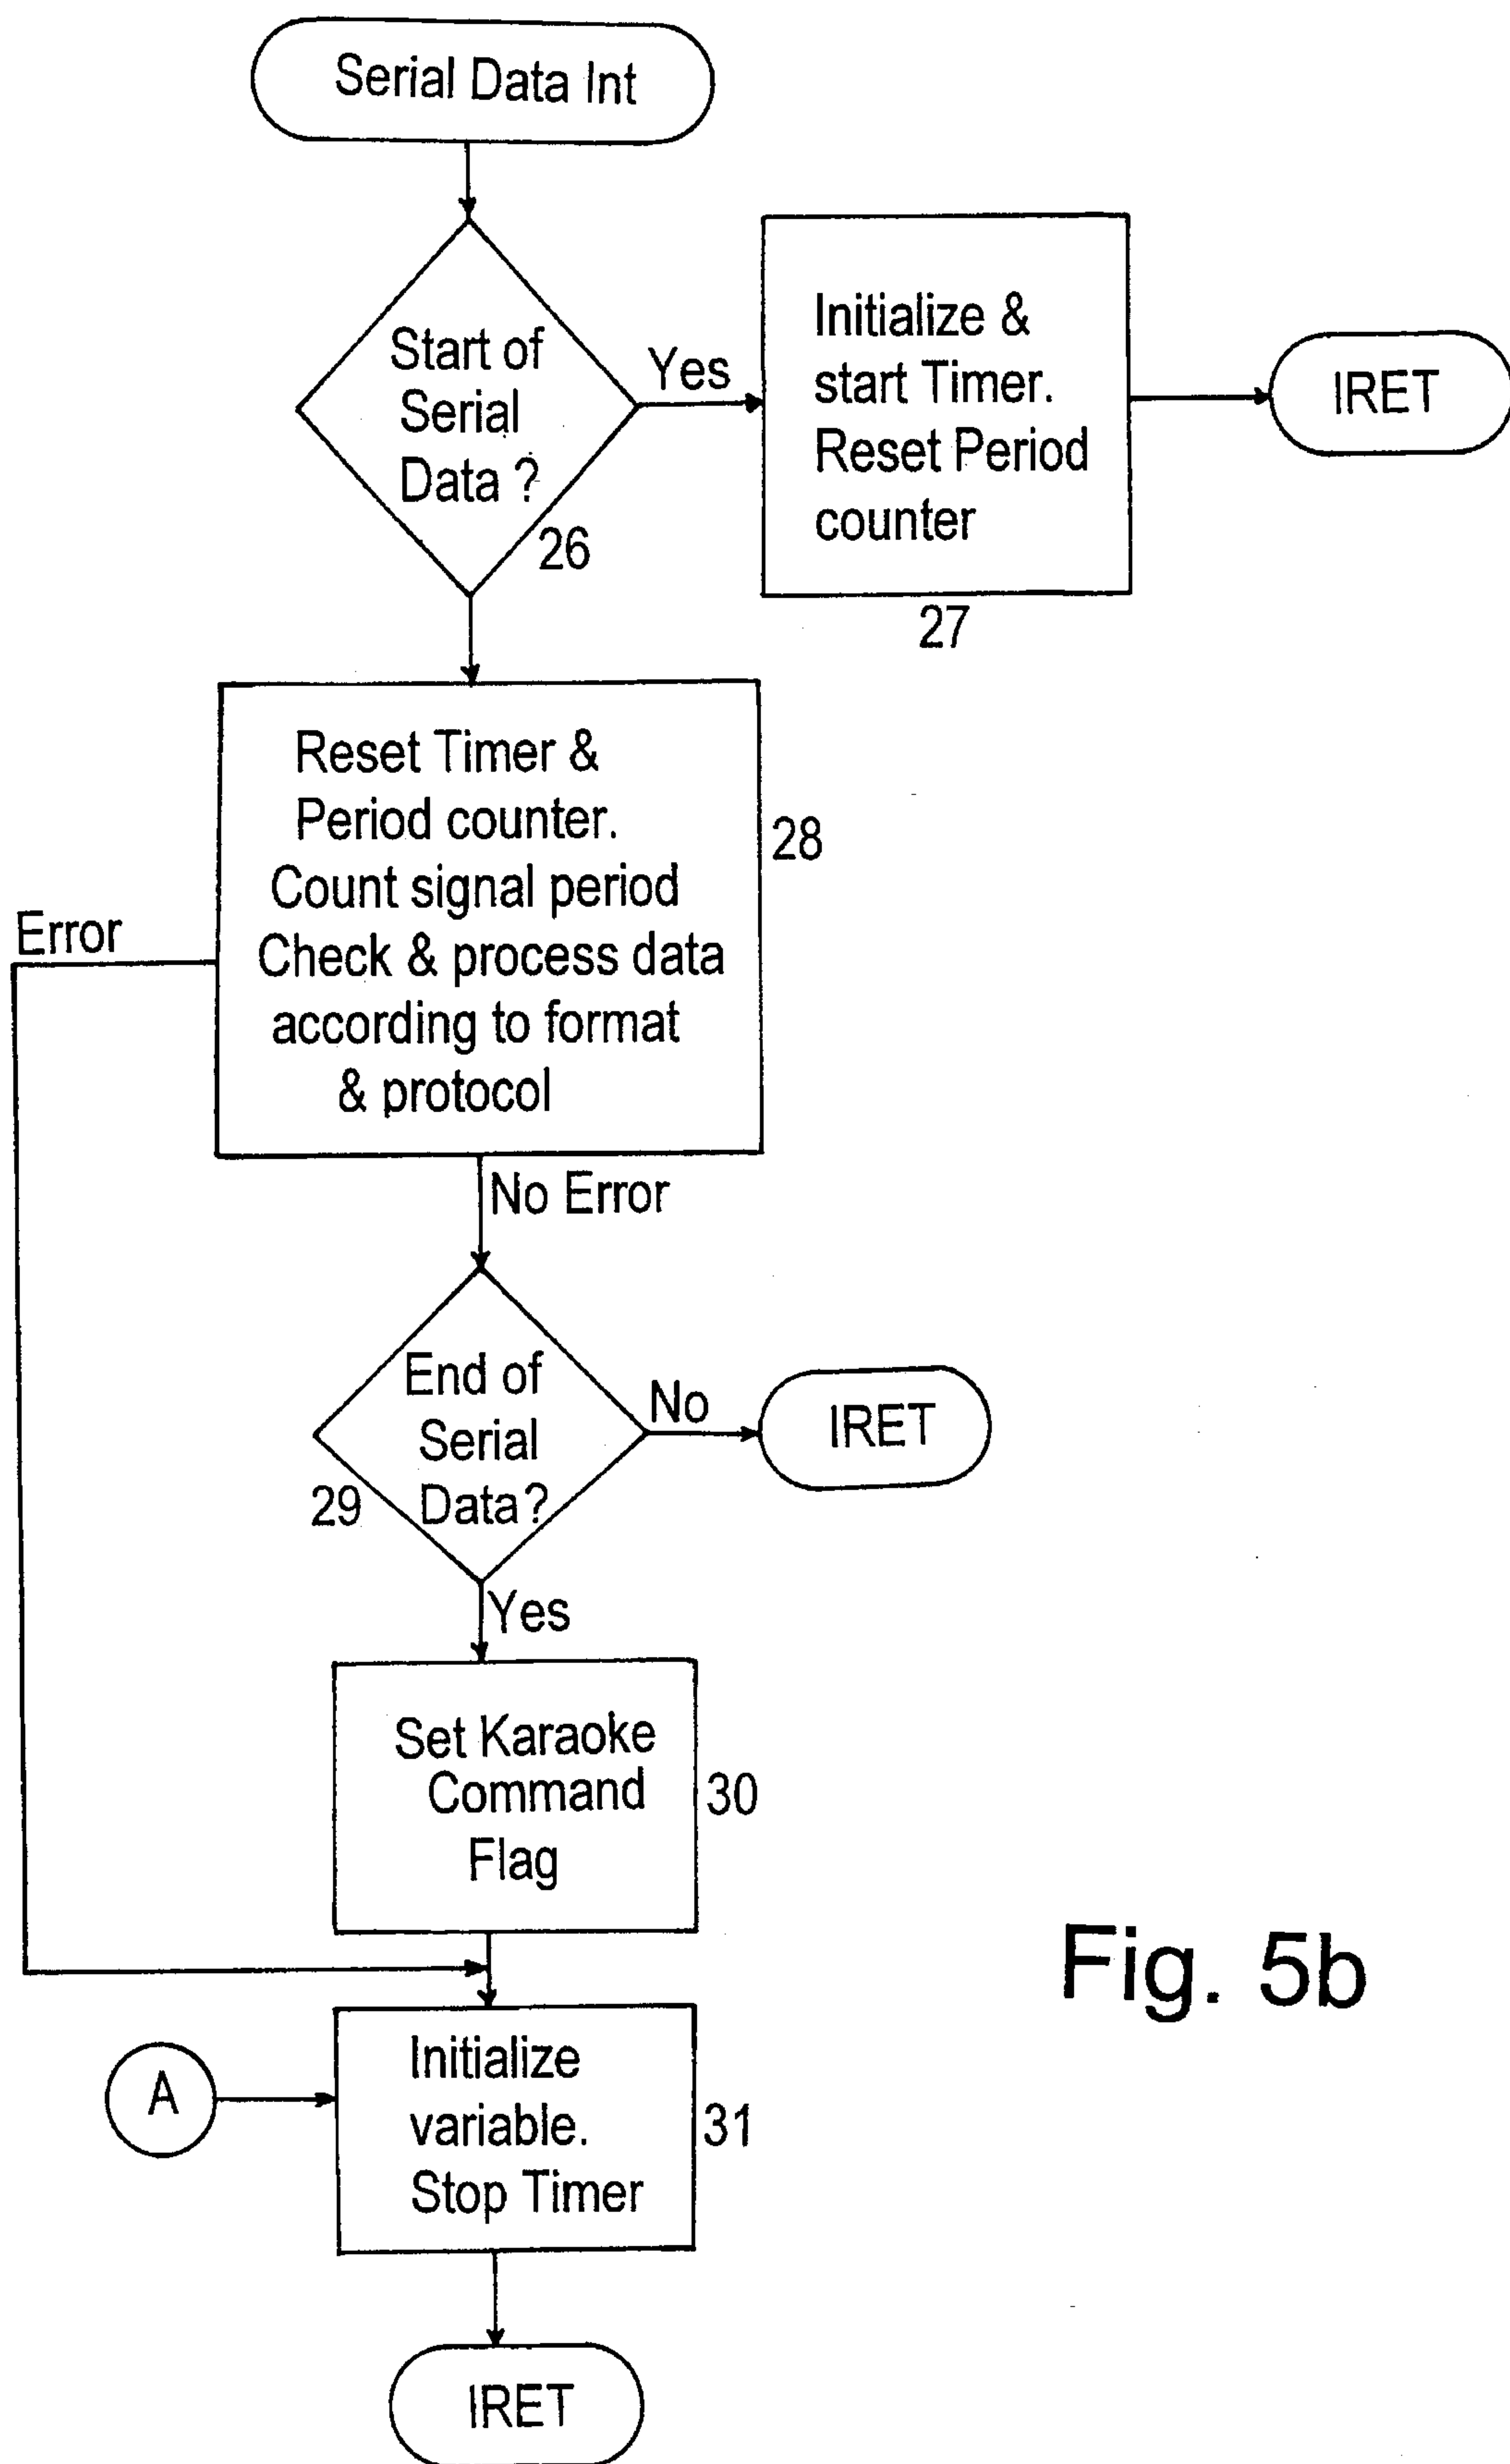 Serial Data Int
Start of
Serial
Data ?
26
Yes
Initialize &
start Timer.
Reset Period
counter
27
IRET
Reset Timer &
Period counter.
Count signal period
Check & process data
according to format
& protocol
28
Error
No Error
End of
Serial
Data?
29
No
IRET
Yes
Set Karaoke
Command
Flag
30
A
Initialize
variable.
Stop Timer
31
IRET
Fig. 5b